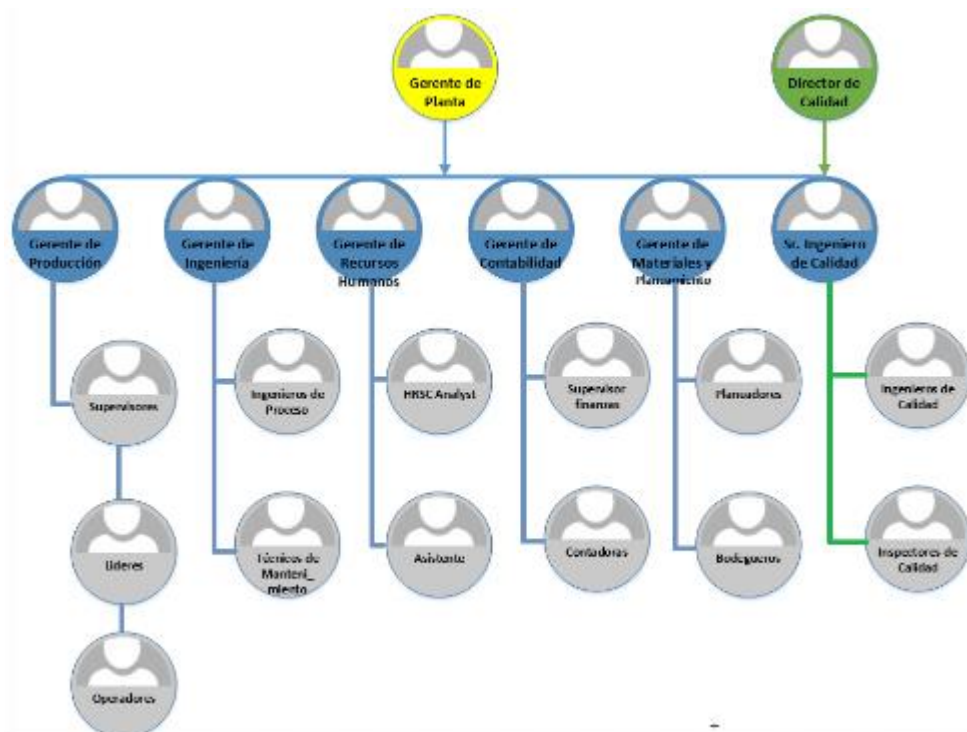 Gerente de
Planta
Director de
Calidad
Gerente de
Producción
Gerente de
Ingeniería
Gerente de
Recursos
Humanos
Gerente de
Contabilidad
Gerente de
Materiales y
Planeamiento
Sr. Ingeniero
de Calidad
Supervisores
Ingenieros de
Proceso
HRSC Analyst
Supervisor
finanzas
Planeadores
Ingenieros de
Calidad
Lideres
Técnicos de
Manteni_
miento
Asistente
Contadoras
Bodegueros
Inspectores de
Calidad
Operadores